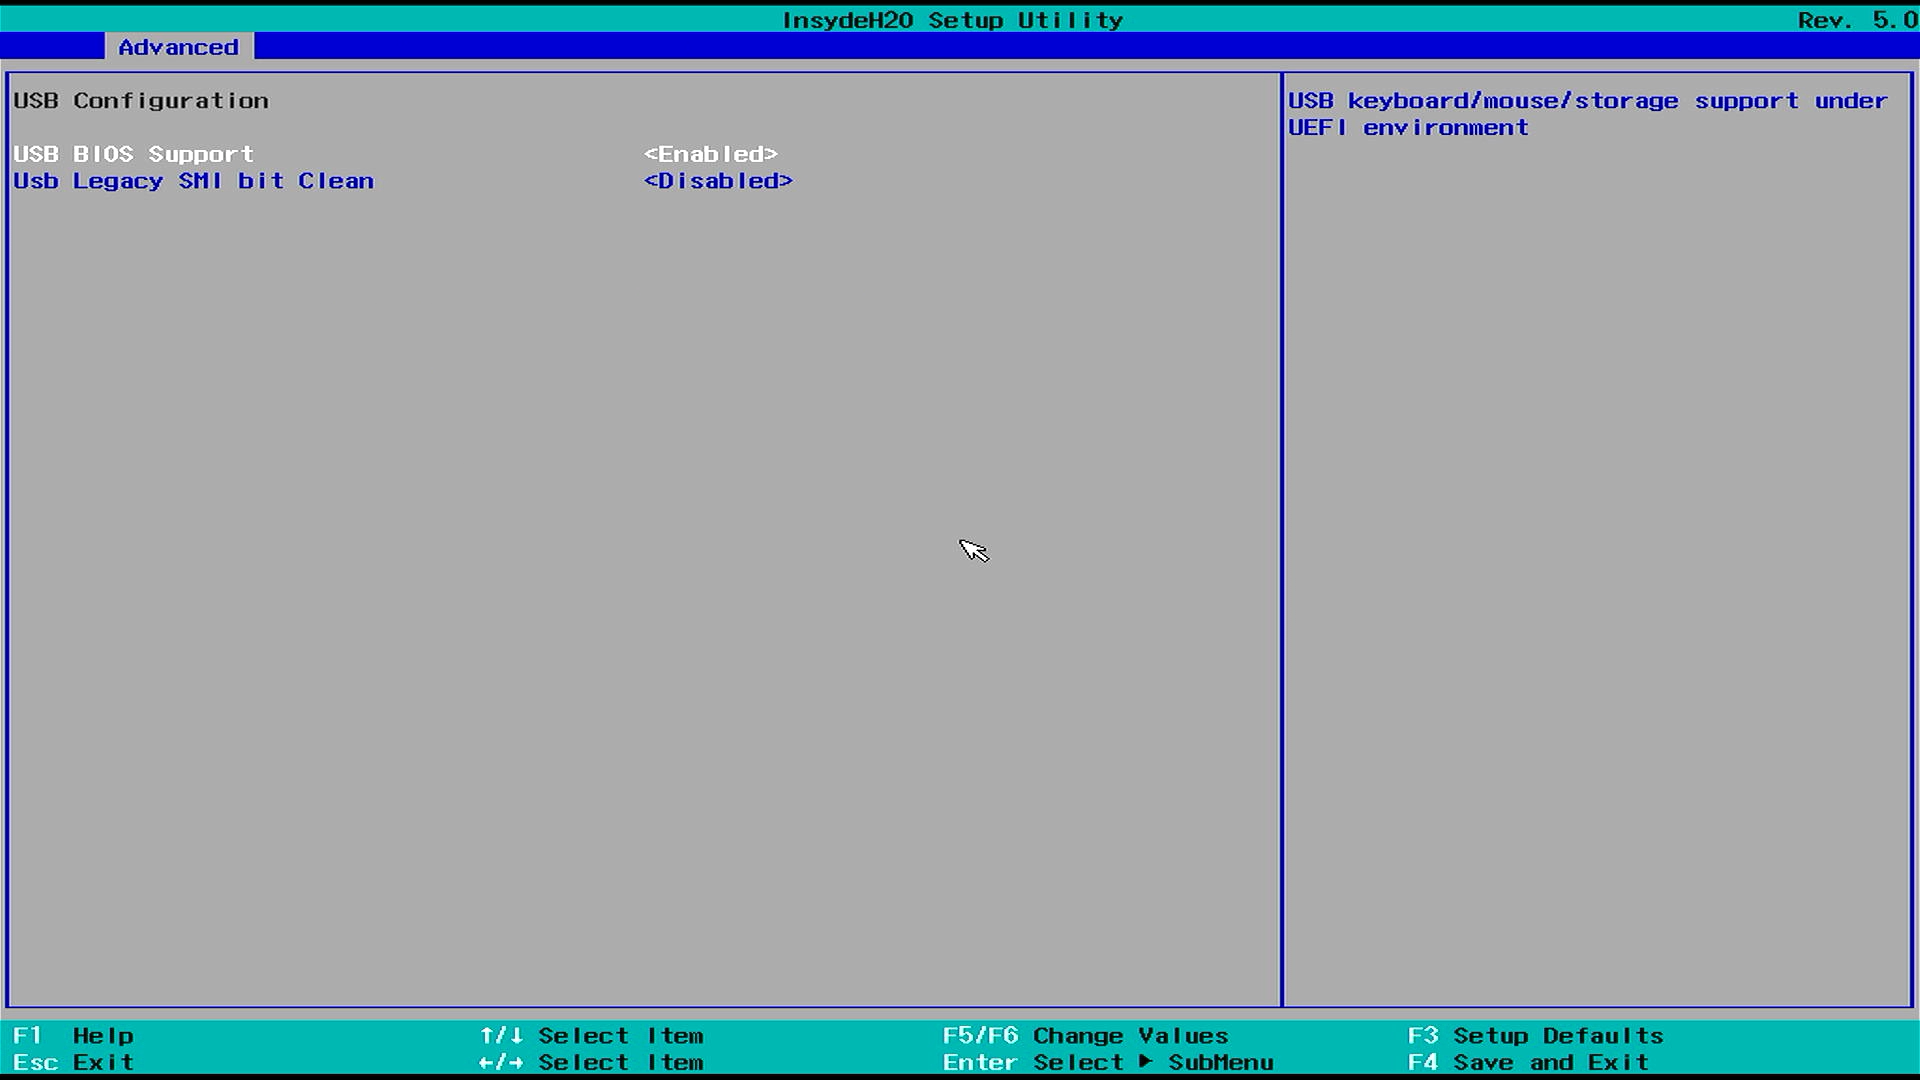 InsydeH20 Setup Utility Rev. 5.0
Advanced
USB Configuration
USB BIOS Support <Enabled>
Usb Legacy SMI bit Clean <Disabled>
USB keyboard/mouse/storage support under
UEFI environment
F1 Help ↑/↓ Select Item F5/F6 Change Values F3 Setup Defaults
Esc Exit ←/→ Select Item Enter Select ► SubMenu F4 Save and Exit